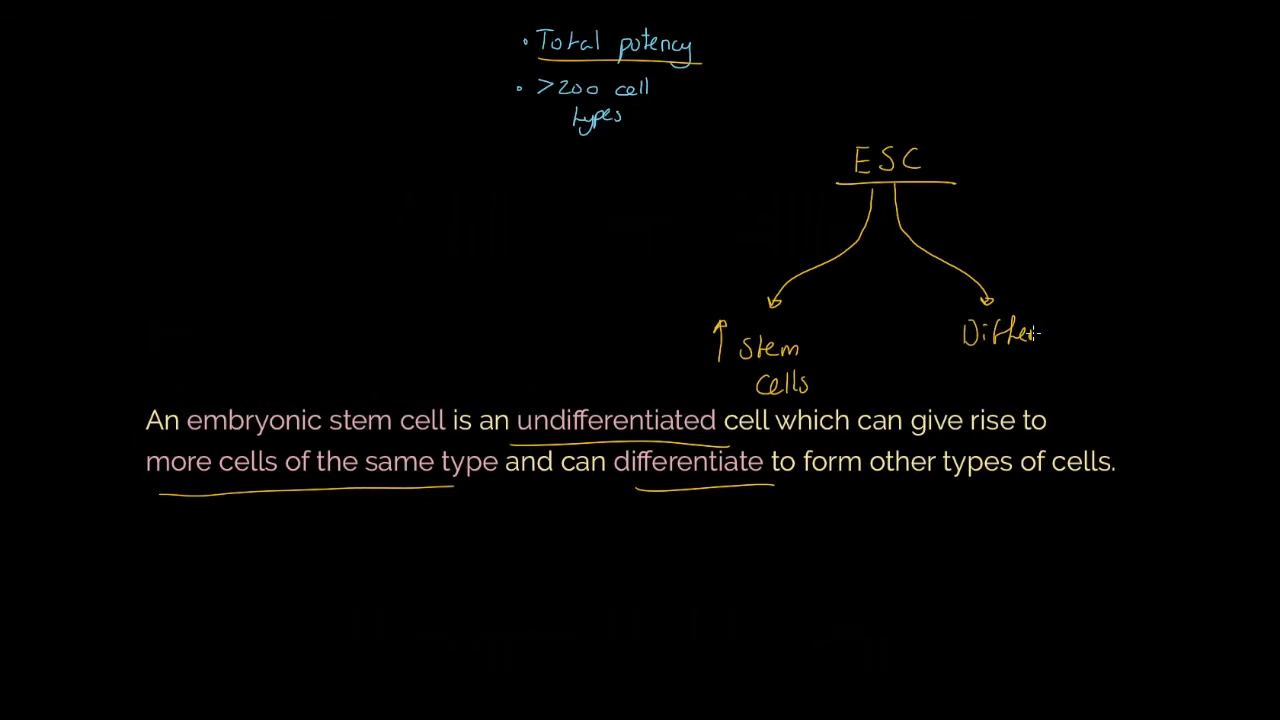 • Total potency
• >200 cell
types
ESC
↑ Stem
cells
Differ
An embryonic stem cell is an undifferentiated cell which can give rise to
more cells of the same type and can differentiate to form other types of cells.